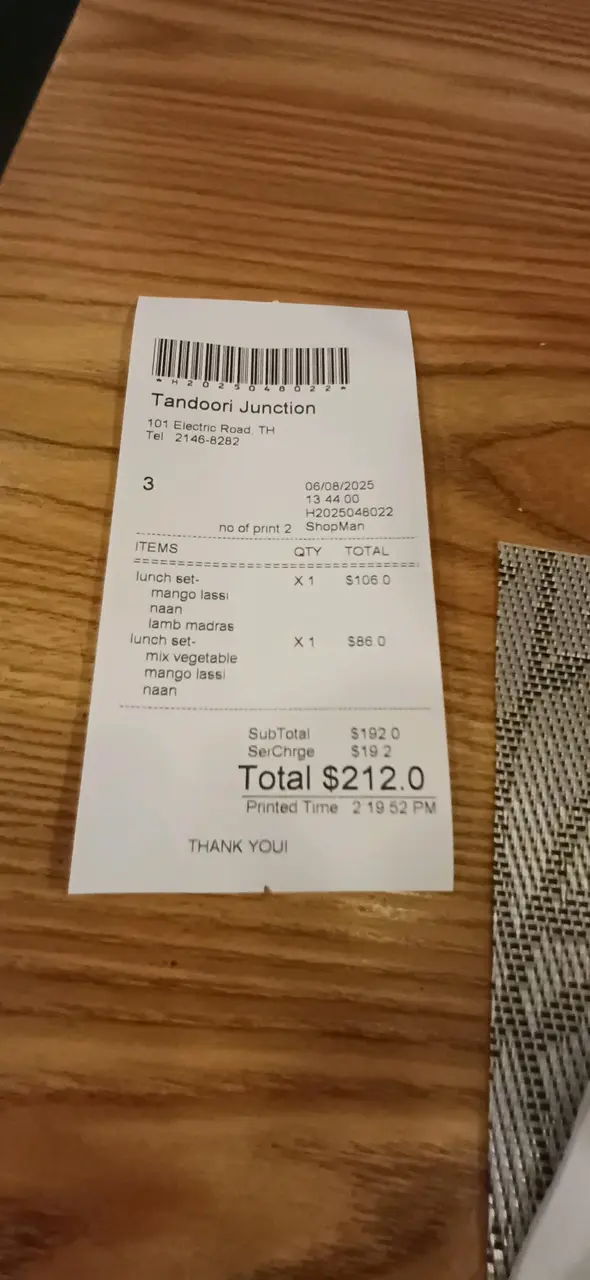 *H2025048022*
Tandoori Junction
101 Electric Road, TH
Tel 2146-8282
3 06/08/2025
13 44 00
H2025048022
no of print 2 ShopMan
ITEMS QTY TOTAL
lunch set- X 1 $106.0
mango lassi
naan
lamb madras
lunch set- X 1 $86.0
mix vegetable
mango lassi
naan
SubTotal $192.0
SerChrge $19.2
Total $212.0
Printed Time 2 19 52 PM
THANK YOU!